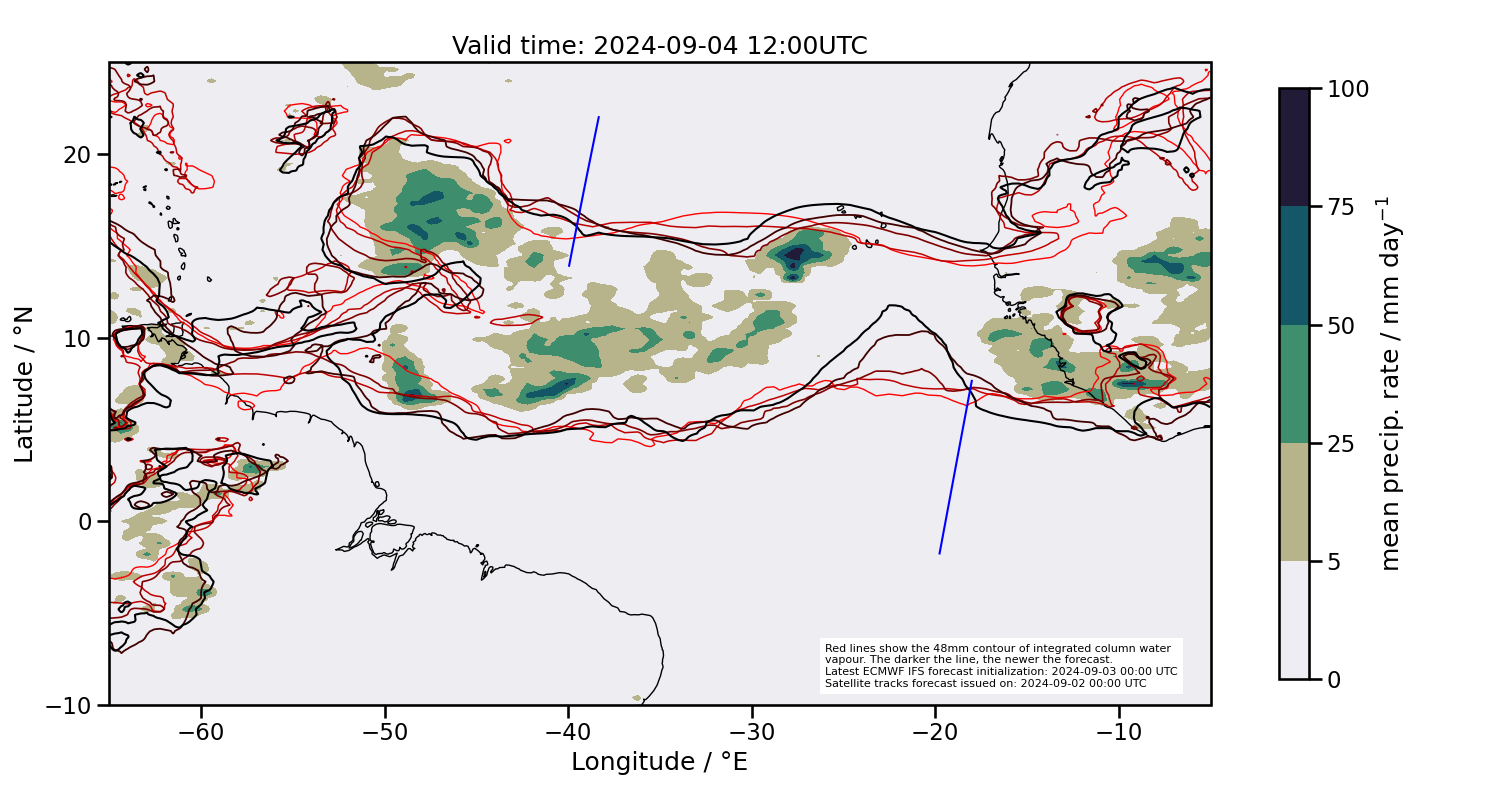 Valid time: 2024-09-04 12:00UTC
20
10
0
−10
Latitude / °N
−60
−50
−40
−30
−20
−10
Longitude / °E
Red lines show the 48mm contour of integrated column water
vapour. The darker the line, the newer the forecast.
Latest ECMWF IFS forecast initialization: 2024-09-03 00:00 UTC
Satellite tracks forecast issued on: 2024-09-02 00:00 UTC
100
75
50
25
5
0
mean precip. rate / mm day⁻¹